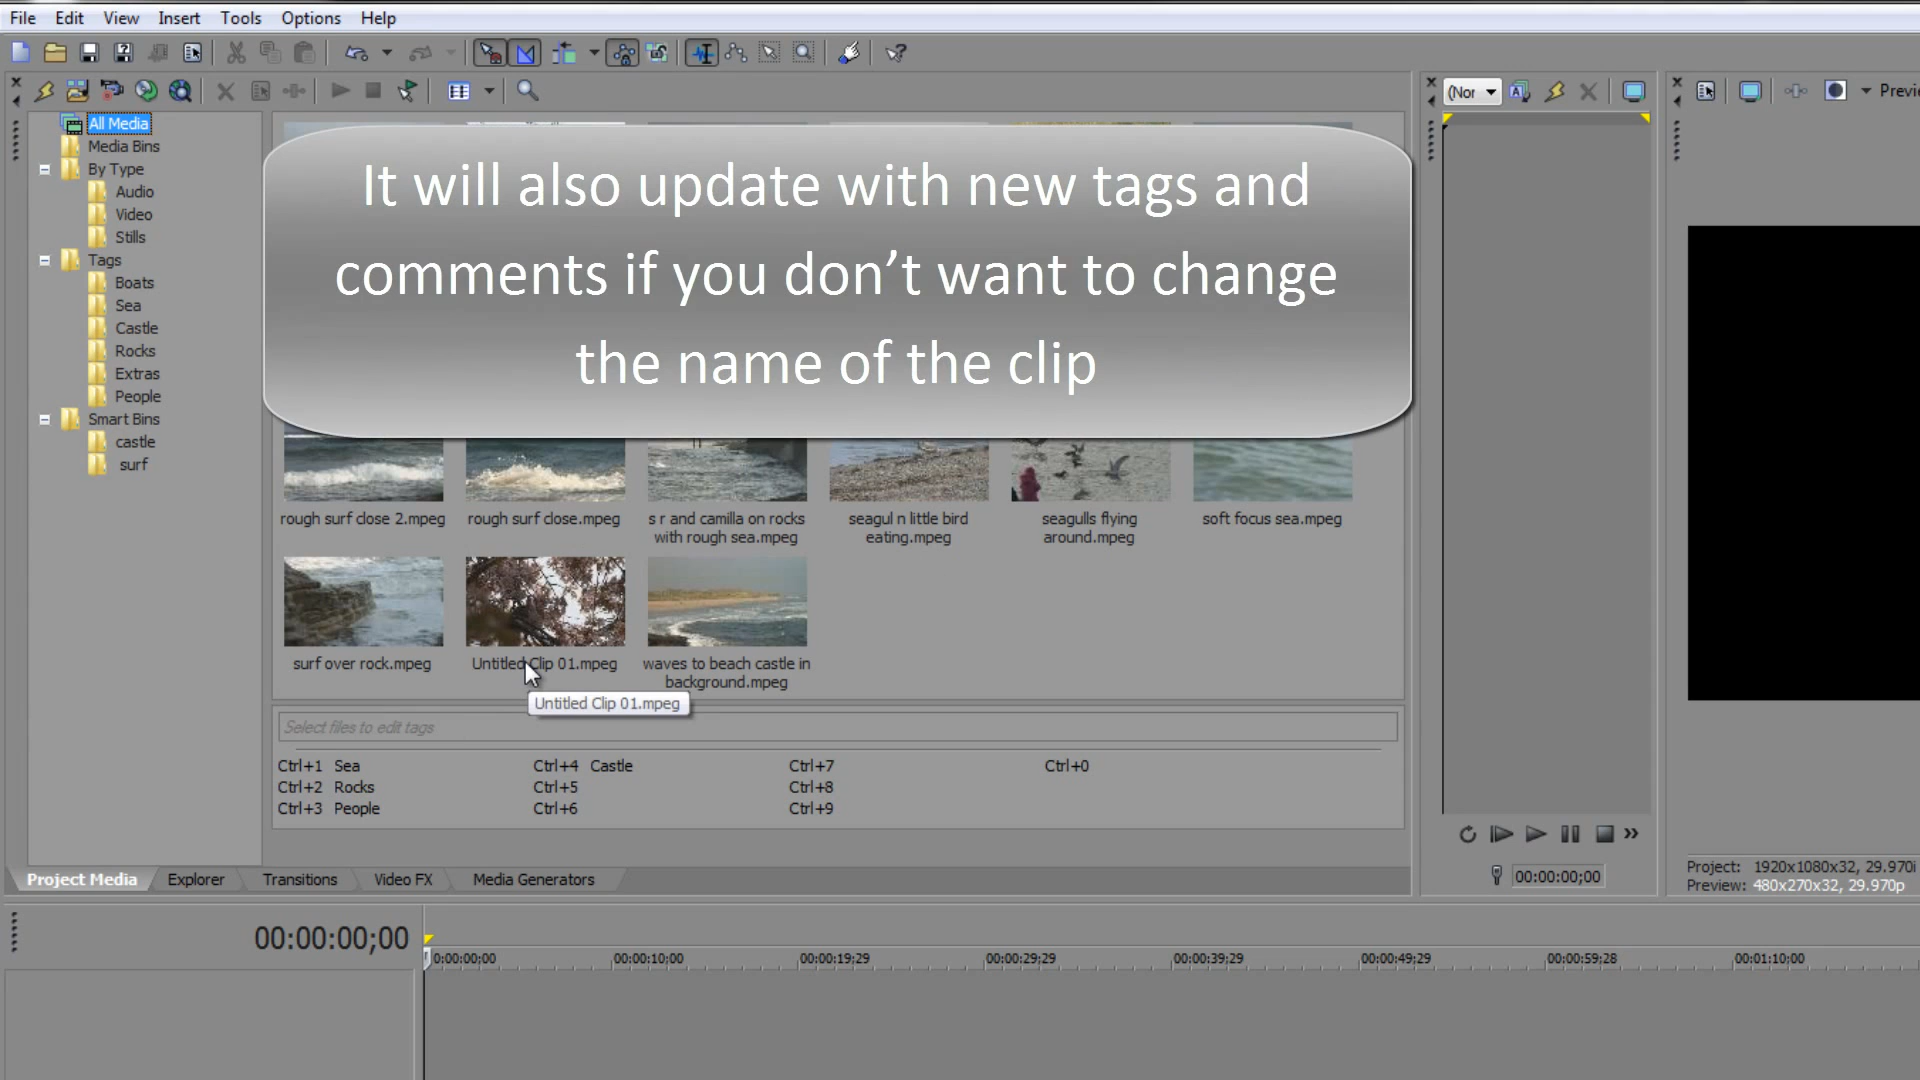 File Edit View Insert Tools Options Help
(Nor
All Media
Media Bins
By Type
Audio
Video
Stills
Tags
Boats
Sea
Castle
Rocks
Extras
People
Smart Bins
castle
surf
It will also update with new tags and
comments if you don't want to change
the name of the clip
rough surf close 2.mpeg
rough surf close.mpeg
s r and camilla on rocks
with rough sea.mpeg
seagul n little bird
eating.mpeg
seagulls flying
around.mpeg
soft focus sea.mpeg
surf over rock.mpeg
Untitled Clip 01.mpeg
waves to beach castle in
background.mpeg
Untitled Clip 01.mpeg
Select files to edit tags
Ctrl+1 Sea Ctrl+4 Castle Ctrl+7 Ctrl+0
Ctrl+2 Rocks Ctrl+5 Ctrl+8
Ctrl+3 People Ctrl+6 Ctrl+9
Project Media Explorer Transitions Video FX Media Generators
00:00:00;00
Project: 1920x1080x32, 29.970i
Preview: 480x270x32, 29.970p
00:00:00;00
0:00:00;00 00:00:10;00 00:00:19;29 00:00:29;29 00:00:39;29 00:00:49;29 00:00:59;28 00:01:10;00